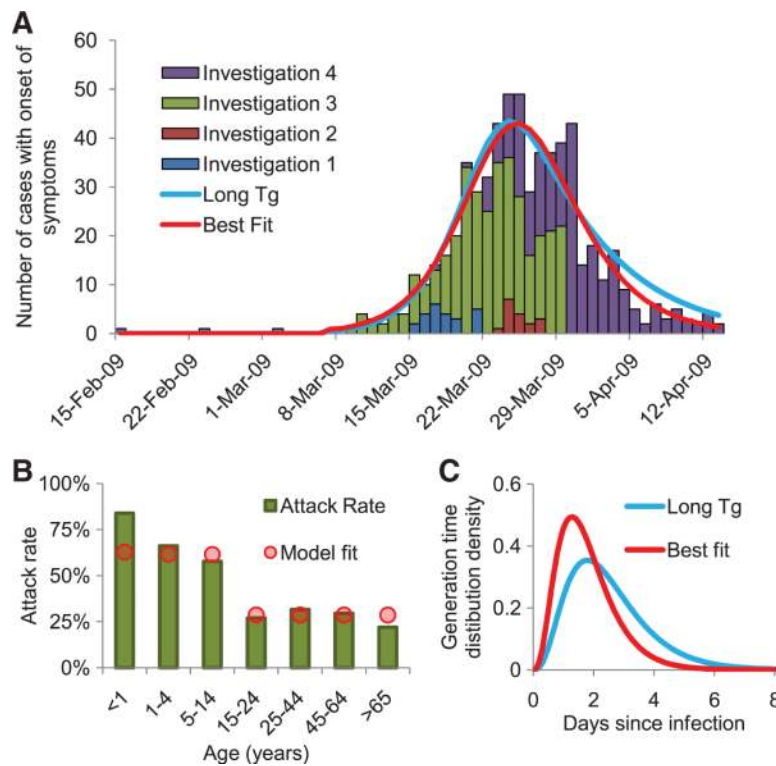 A
Number of cases with onset of
symptoms
60
50
40
30
20
10
0
Investigation 4
Investigation 3
Investigation 2
Investigation 1
Long Tg
Best Fit
15-Feb-09
22-Feb-09
1-Mar-09
8-Mar-09
15-Mar-09
22-Mar-09
29-Mar-09
5-Apr-09
12-Apr-09
B
Attack rate
100%
75%
50%
25%
0%
Attack Rate
Model fit
<1
1-4
5-14
15-24
25-44
45-64
>65
Age (years)
C
Generation time
distibution density
0.6
0.4
0.2
0
Long Tg
Best fit
0 2 4 6 8
Days since infection